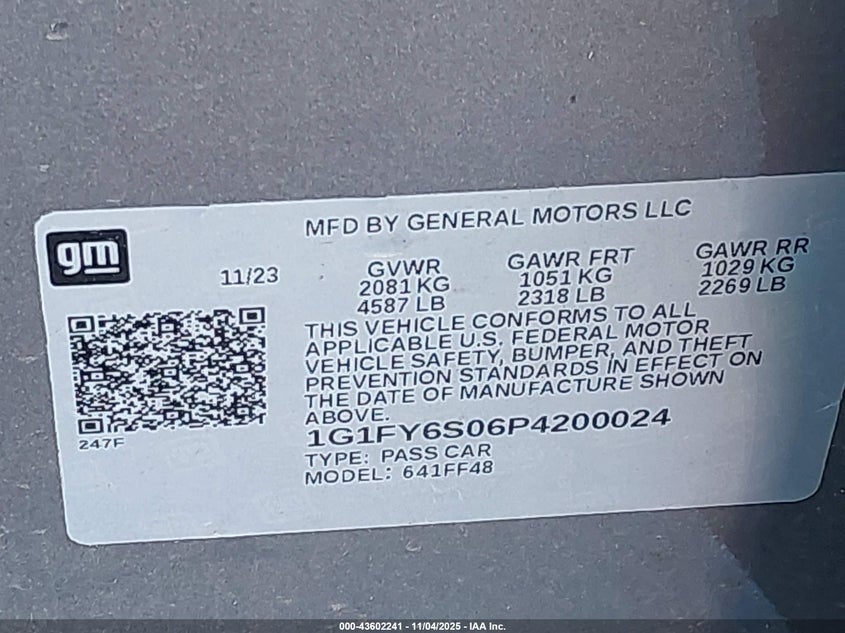 MFD BY GENERAL MOTORS LLC
gm
11/23
GVWR GAWR FRT GAWR RR
2081 KG 1051 KG 1029 KG
4587 LB 2318 LB 2269 LB
THIS VEHICLE CONFORMS TO ALL
APPLICABLE U.S. FEDERAL MOTOR
VEHICLE SAFETY, BUMPER, AND THEFT
PREVENTION STANDARDS IN EFFECT ON
THE DATE OF MANUFACTURE SHOWN
ABOVE.
247F
1G1FY6S06P4200024
TYPE: PASS CAR
MODEL: 641FF48
000-43602241 - 11/04/2025 - IAA Inc.